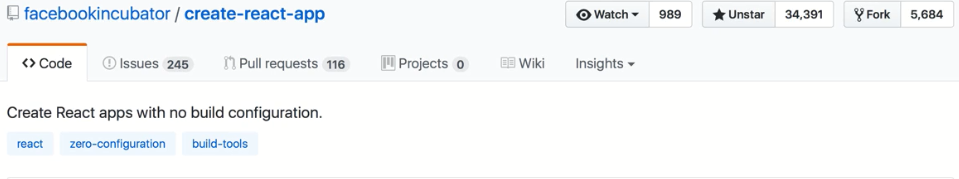 facebookincubator / create-react-app Watch 989 Unstar 34,391 Fork 5,684
Code Issues 245 Pull requests 116 Projects 0 Wiki Insights
Create React apps with no build configuration.
react zero-configuration build-tools